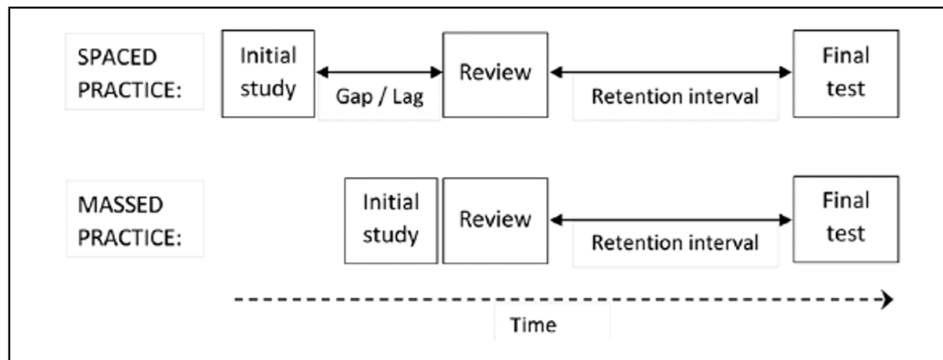 SPACED
PRACTICE:
Initial
study
Gap / Lag
Review
Retention interval
Final
test
MASSED
PRACTICE:
Initial
study
Review
Retention interval
Final
test
Time